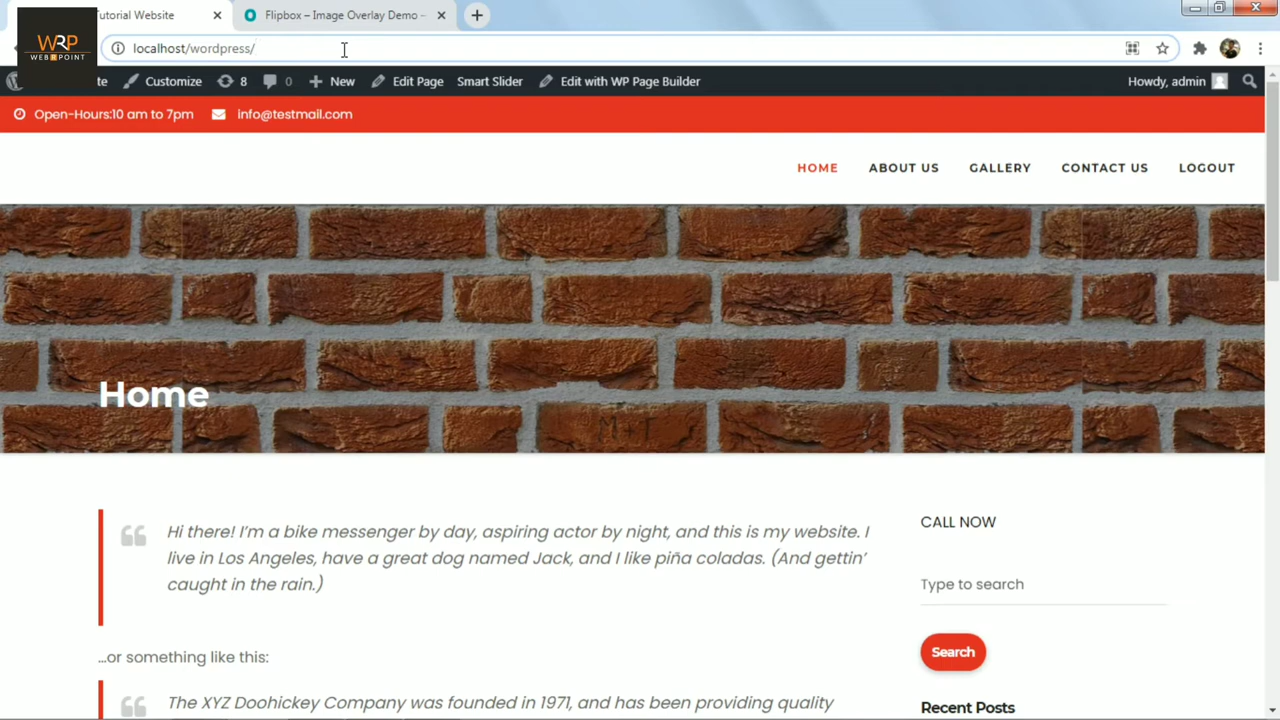 Tutorial Website
Flipbox – Image Overlay Demo –
WRP
WEB R POINT
localhost/wordpress/
te
Customize
8
0
New
Edit Page
Smart Slider
Edit with WP Page Builder
Howdy, admin
Open-Hours:10 am to 7pm
info@testmail.com
HOME
ABOUT US
GALLERY
CONTACT US
LOGOUT
M+T
Home
Hi there! I'm a bike messenger by day, aspiring actor by night, and this is my website. I
live in Los Angeles, have a great dog named Jack, and I like piña coladas. (And gettin'
caught in the rain.)
CALL NOW
Type to search
Search
...or something like this:
The XYZ Doohickey Company was founded in 1971, and has been providing quality
Recent Posts